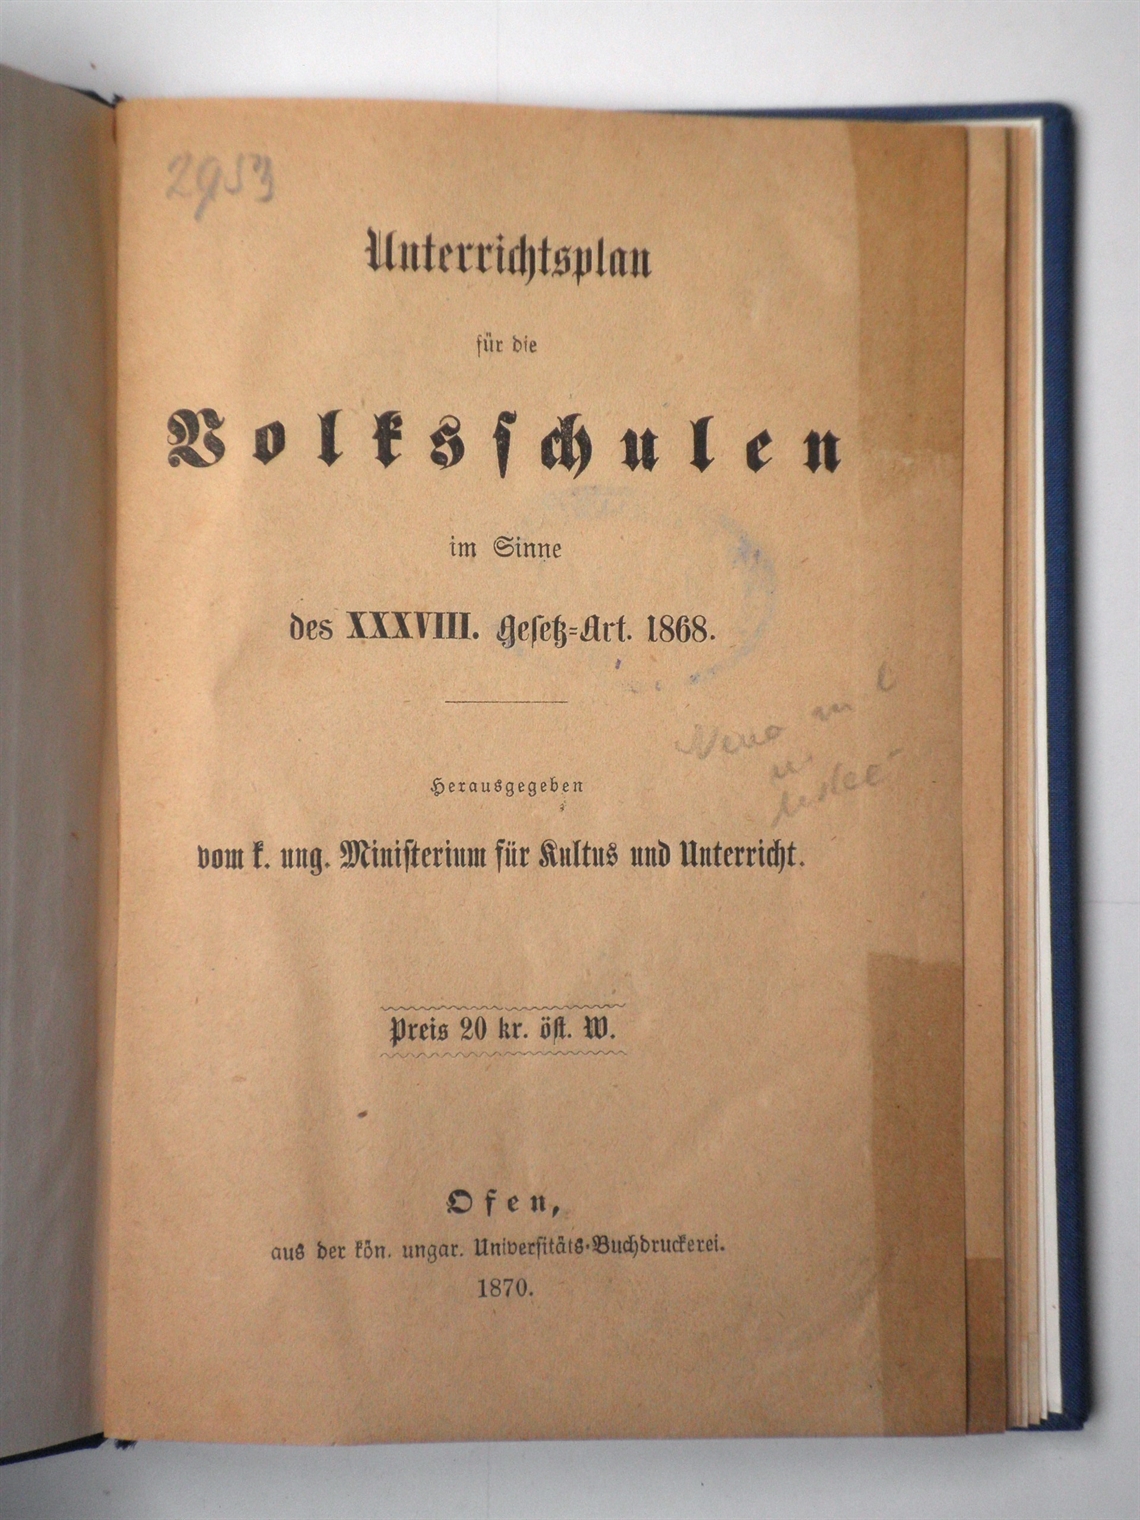 2953
Unterrichtsplan
für die
Volksschulen
im Sinne
des XXXVIII. Gesetz-Art. 1868.
Herausgegeben
vom k. ung. Ministerium für Kultus und Unterricht.
Preis 20 kr. öst. W.
Ofen,
aus der kön. ungar. Universitäts-Buchdruckerei.
1870.